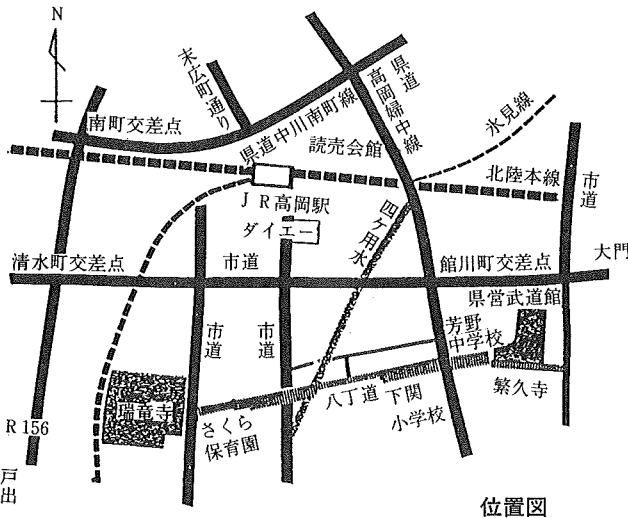 N
末広町通り
県道
高岡婦中線
氷見線
南町交差点
県道中川南町線
読売会館
北陸本線
市道
JR高岡駅
ダイエー
四ケ用水
清水町交差点
市道
館川町交差点
大門
県営武道館
市道
市道
芳野
中学校
瑞竜寺
八丁道
下関
小学校
繁久寺
さくら
保育園
R156
戸出
位置図